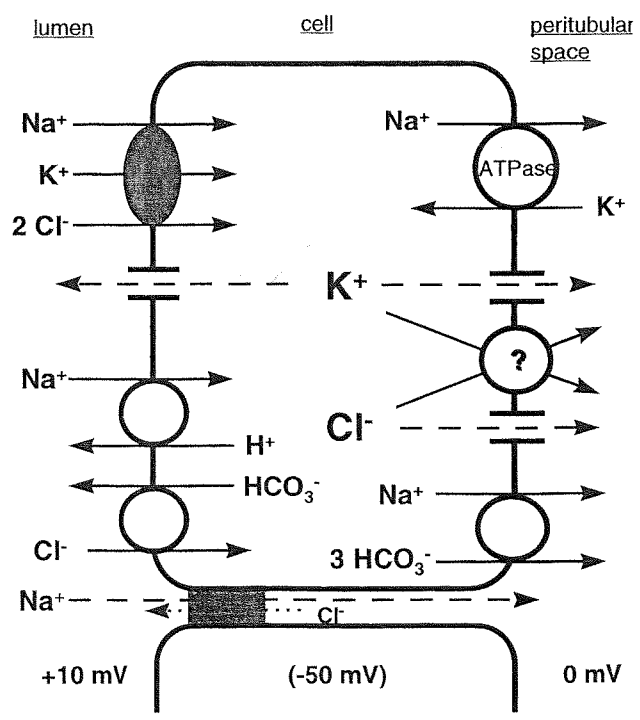 lumen
cell
peritubular
space
Na⁺
Na⁺
K⁺
ATPase
2 Cl⁻
K⁺
K⁺
Na⁺
?
H⁺
Cl⁻
HCO₃⁻
Na⁺
Cl⁻
3 HCO₃⁻
Na⁺
Cl⁻
+10 mV
(-50 mV)
0 mV